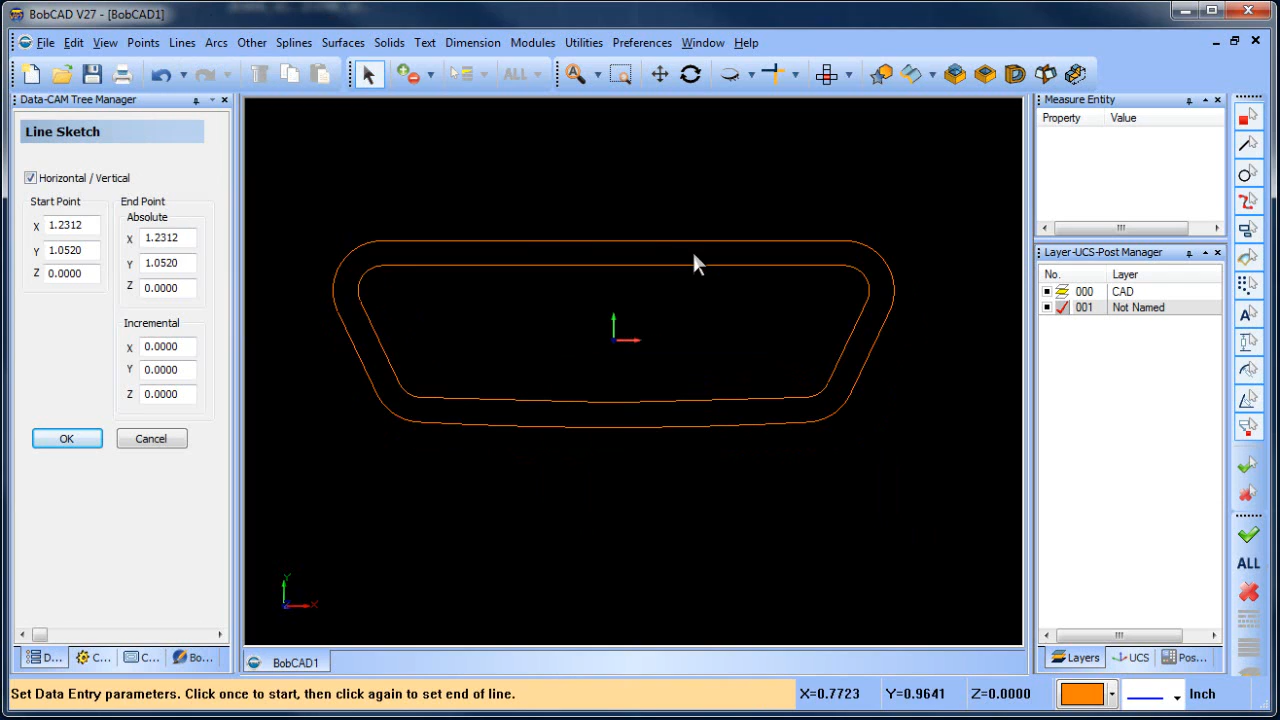 BobCAD V27 - [BobCAD1]
File Edit View Points Lines Arcs Other Splines Surfaces Solids Text Dimension Modules Utilities Preferences Window Help
ALL
Data-CAM Tree Manager
Line Sketch
Horizontal / Vertical
Start Point
X 1.2312
Y 1.0520
Z 0.0000
End Point
Absolute
X 1.2312
Y 1.0520
Z 0.0000
Incremental
X 0.0000
Y 0.0000
Z 0.0000
OK Cancel
D... C... C... Bo...
Y
X
Z
BobCAD1
Measure Entity
Property Value
Layer-UCS-Post Manager
No. Layer
000 CAD
001 Not Named
Layers UCS Pos...
A
ALL
Set Data Entry parameters. Click once to start, then click again to set end of line.
X=0.7723 Y=0.9641 Z=0.0000 Inch